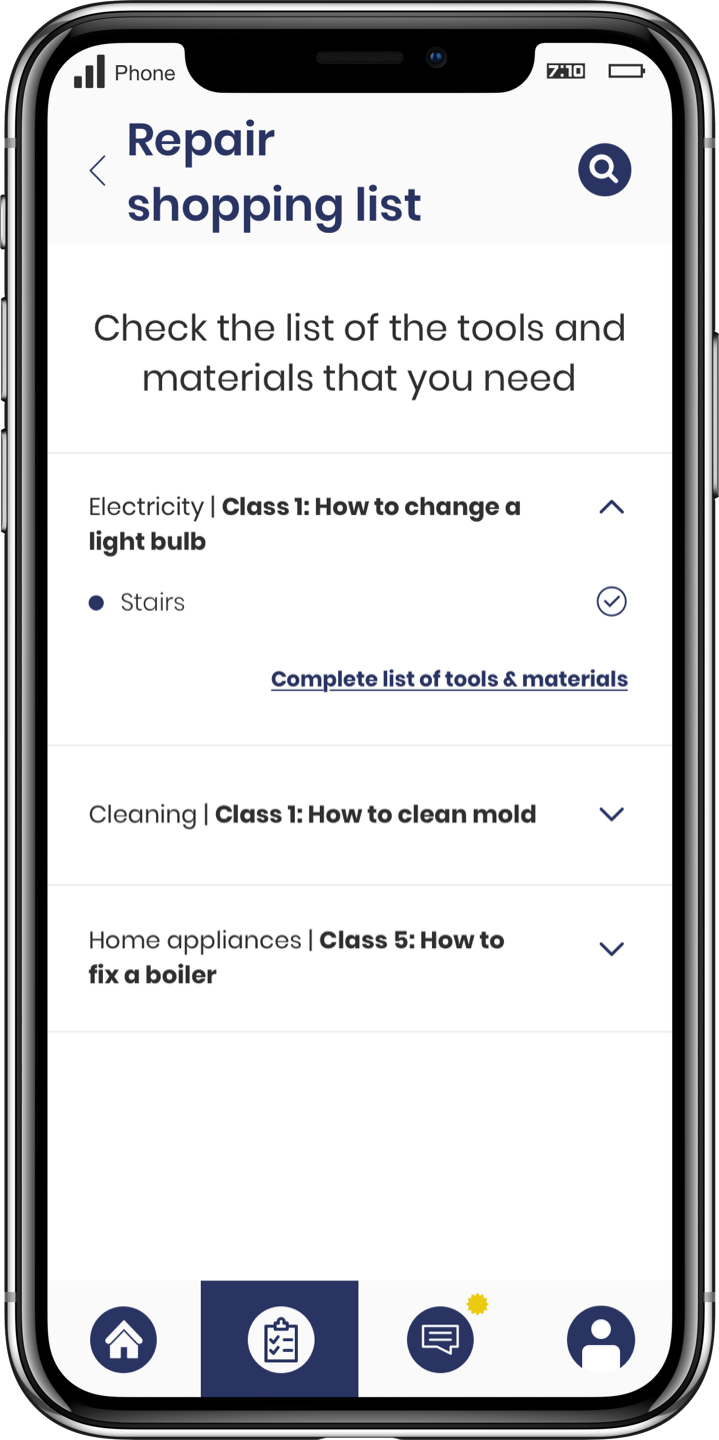 Phone
7:10
Repair
shopping list
Check the list of the tools and
materials that you need
Electricity | Class 1: How to change a
light bulb
Stairs
Complete list of tools & materials
Cleaning | Class 1: How to clean mold
Home appliances | Class 5: How to
fix a boiler